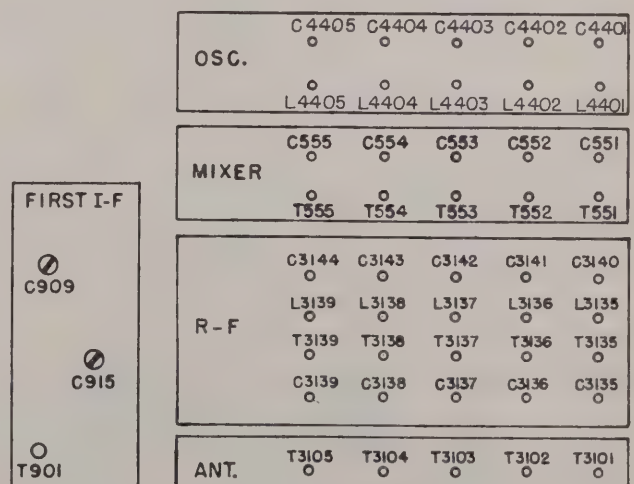 C4405 C4404 C4403 C4402 C4401
OSC.
L4405 L4404 L4403 L4402 L4401
C555 C554 C553 C552 C551
MIXER
T555 T554 T553 T552 T551
FIRST I-F
C909
C915
T901
C3144 C3143 C3142 C3141 C3140
L3139 L3138 L3137 L3136 L3135
R-F
T3139 T3138 T3137 T3136 T3135
C3139 C3138 C3137 C3136 C3135
T3105 T3104 T3103 T3102 T3101
ANT.